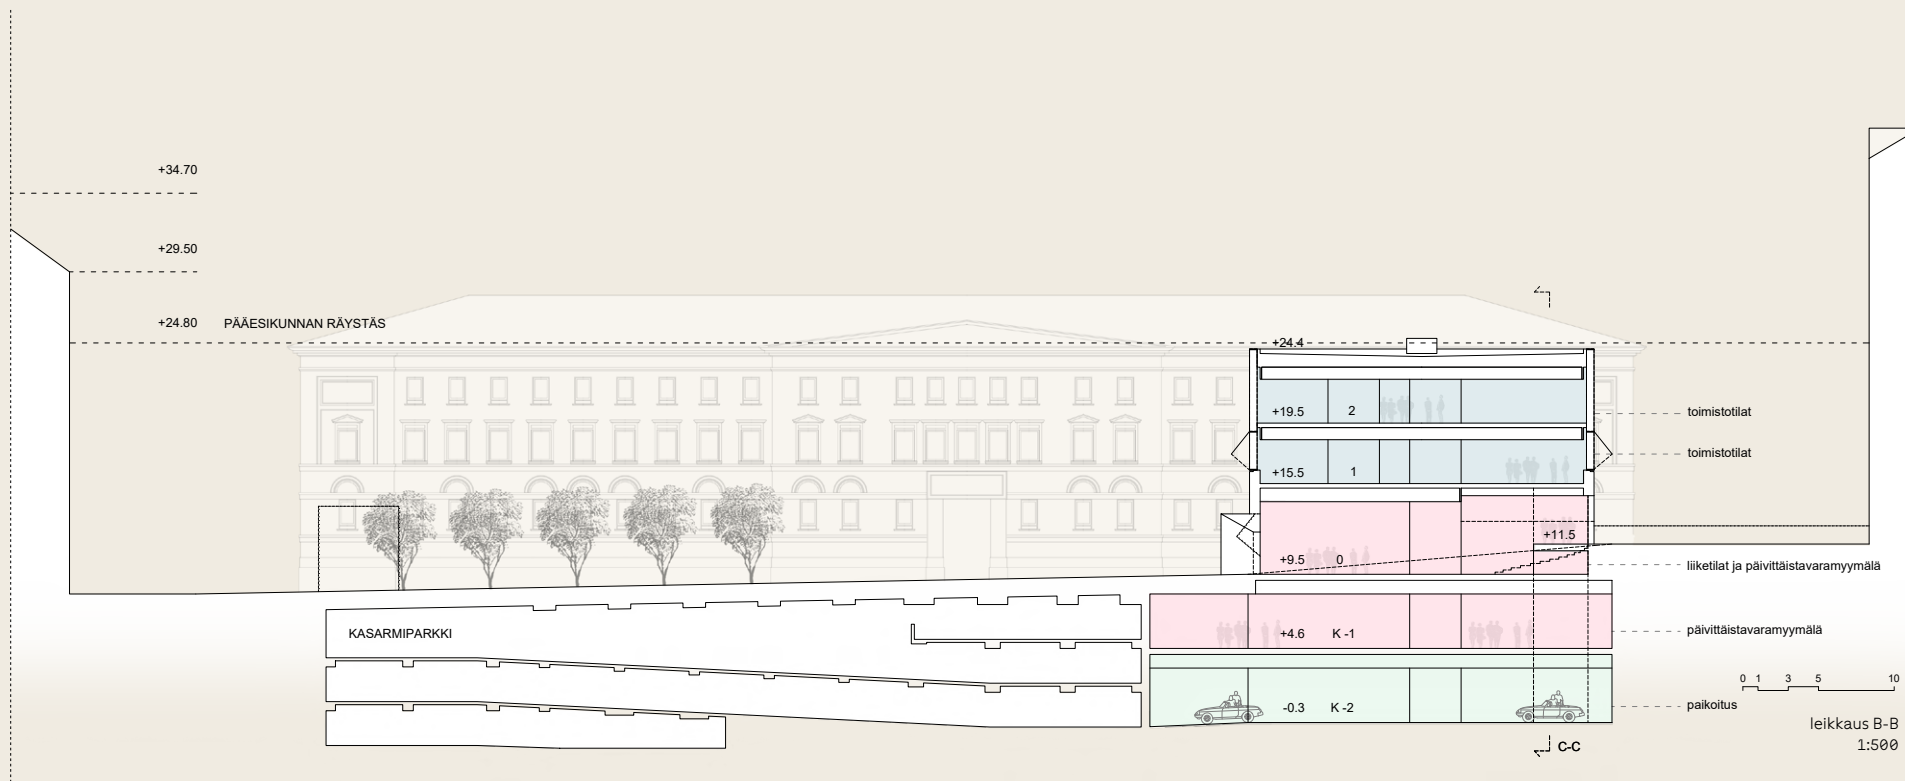 +34.70
+29.50
+24.80 PÄÄESIKUNNAN RÄYSTÄS
+24.4
+19.5 2
toimistotilat
+15.5 1
toimistotilat
+11.5
+9.5 0
liiketilat ja päivittäistavaramyymälä
KASARMIPARKKI
+4.6 K -1
päivittäistavaramyymälä
0 1 3 5 10
-0.3 K -2
paikoitus
leikkaus B-B
1:500
C-C